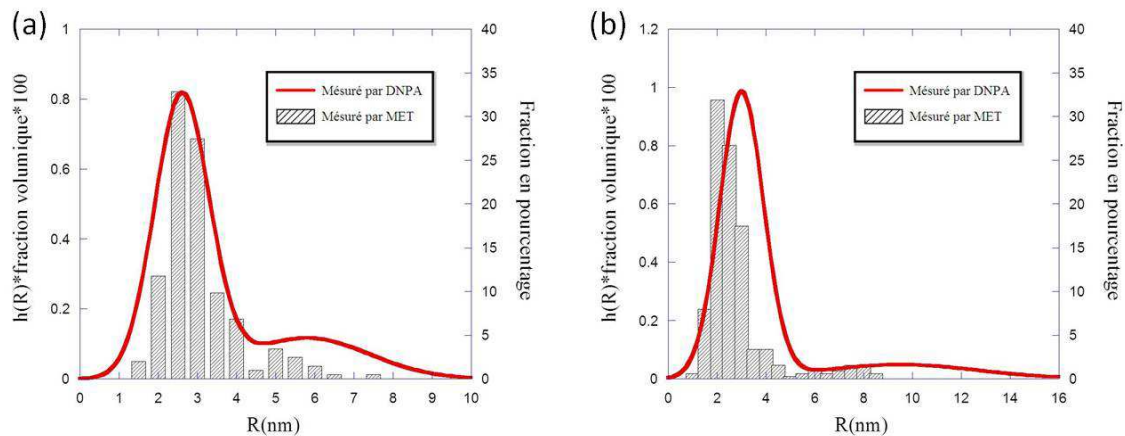 (a)
h(R)*fraction volumique*100
1
0.8
0.6
0.4
0.2
0
Mésuré par DNPA
Mésuré par MET
40
35
30
25
20
15
10
5
0
Fraction en pourcentage
0 1 2 3 4 5 6 7 8 9 10
R(nm)
(b)
h(R)*fraction volumique*100
1.2
1
0.8
0.6
0.4
0.2
0
Mésuré par DNPA
Mésuré par MET
40
35
30
25
20
15
10
5
0
Fraction en pourcentage
0 2 4 6 8 10 12 14 16
R(nm)